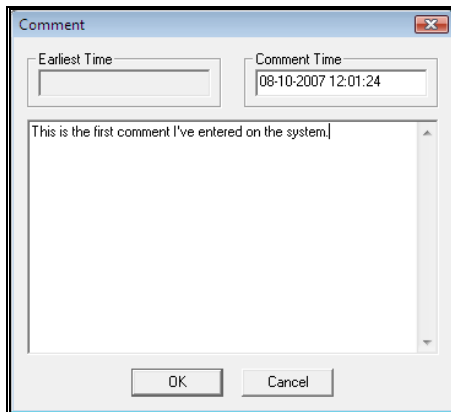 Comment
Earliest Time
Comment Time
08-10-2007 12:01:24
This is the first comment I've entered on the system.
OK
Cancel